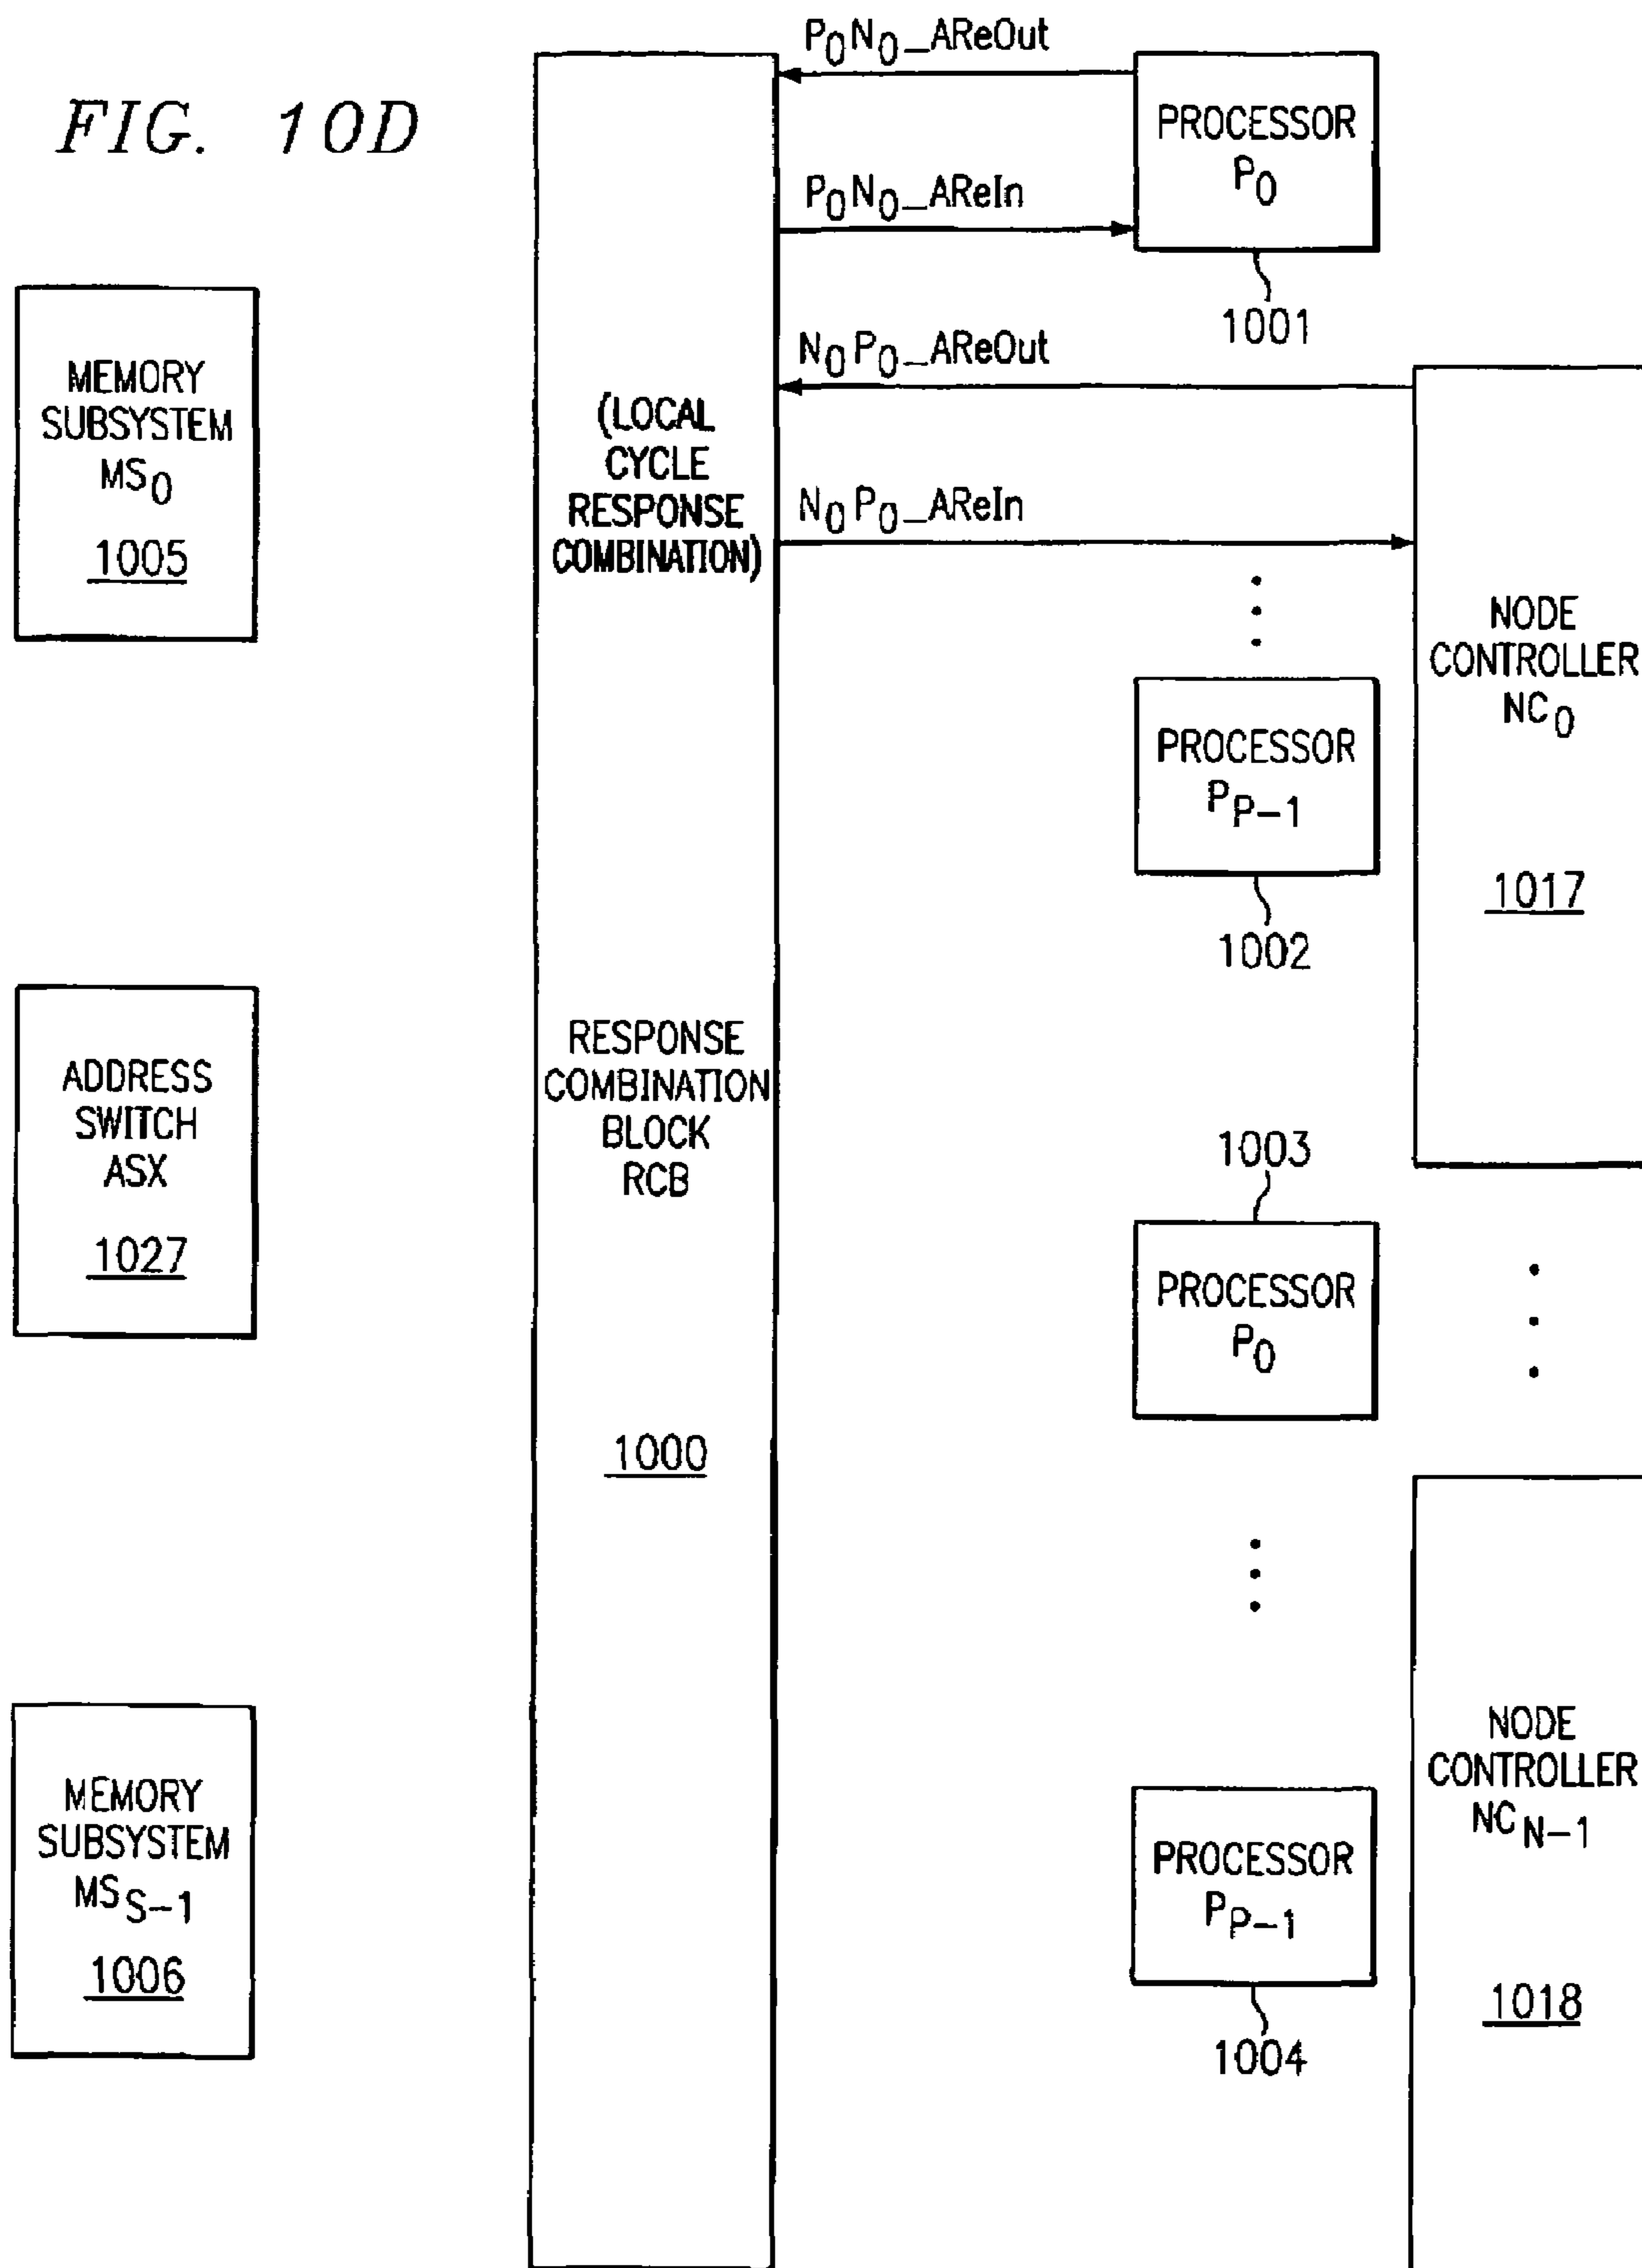 FIG. 10D
P0N0_AReOut
PROCESSOR
P0
1001
P0N0_AReIn
N0P0_AReOut
N0P0_AReIn
MEMORY
SUBSYSTEM
MS0
1005
(LOCAL
CYCLE
RESPONSE
COMBINATION)
NODE
CONTROLLER
NC0
1017
PROCESSOR
PP-1
1002
ADDRESS
SWITCH
ASX
1027
RESPONSE
COMBINATION
BLOCK
RCB
1000
1003
PROCESSOR
P0
MEMORY
SUBSYSTEM
MSS-1
1006
PROCESSOR
PP-1
1004
NODE
CONTROLLER
NCN-1
1018